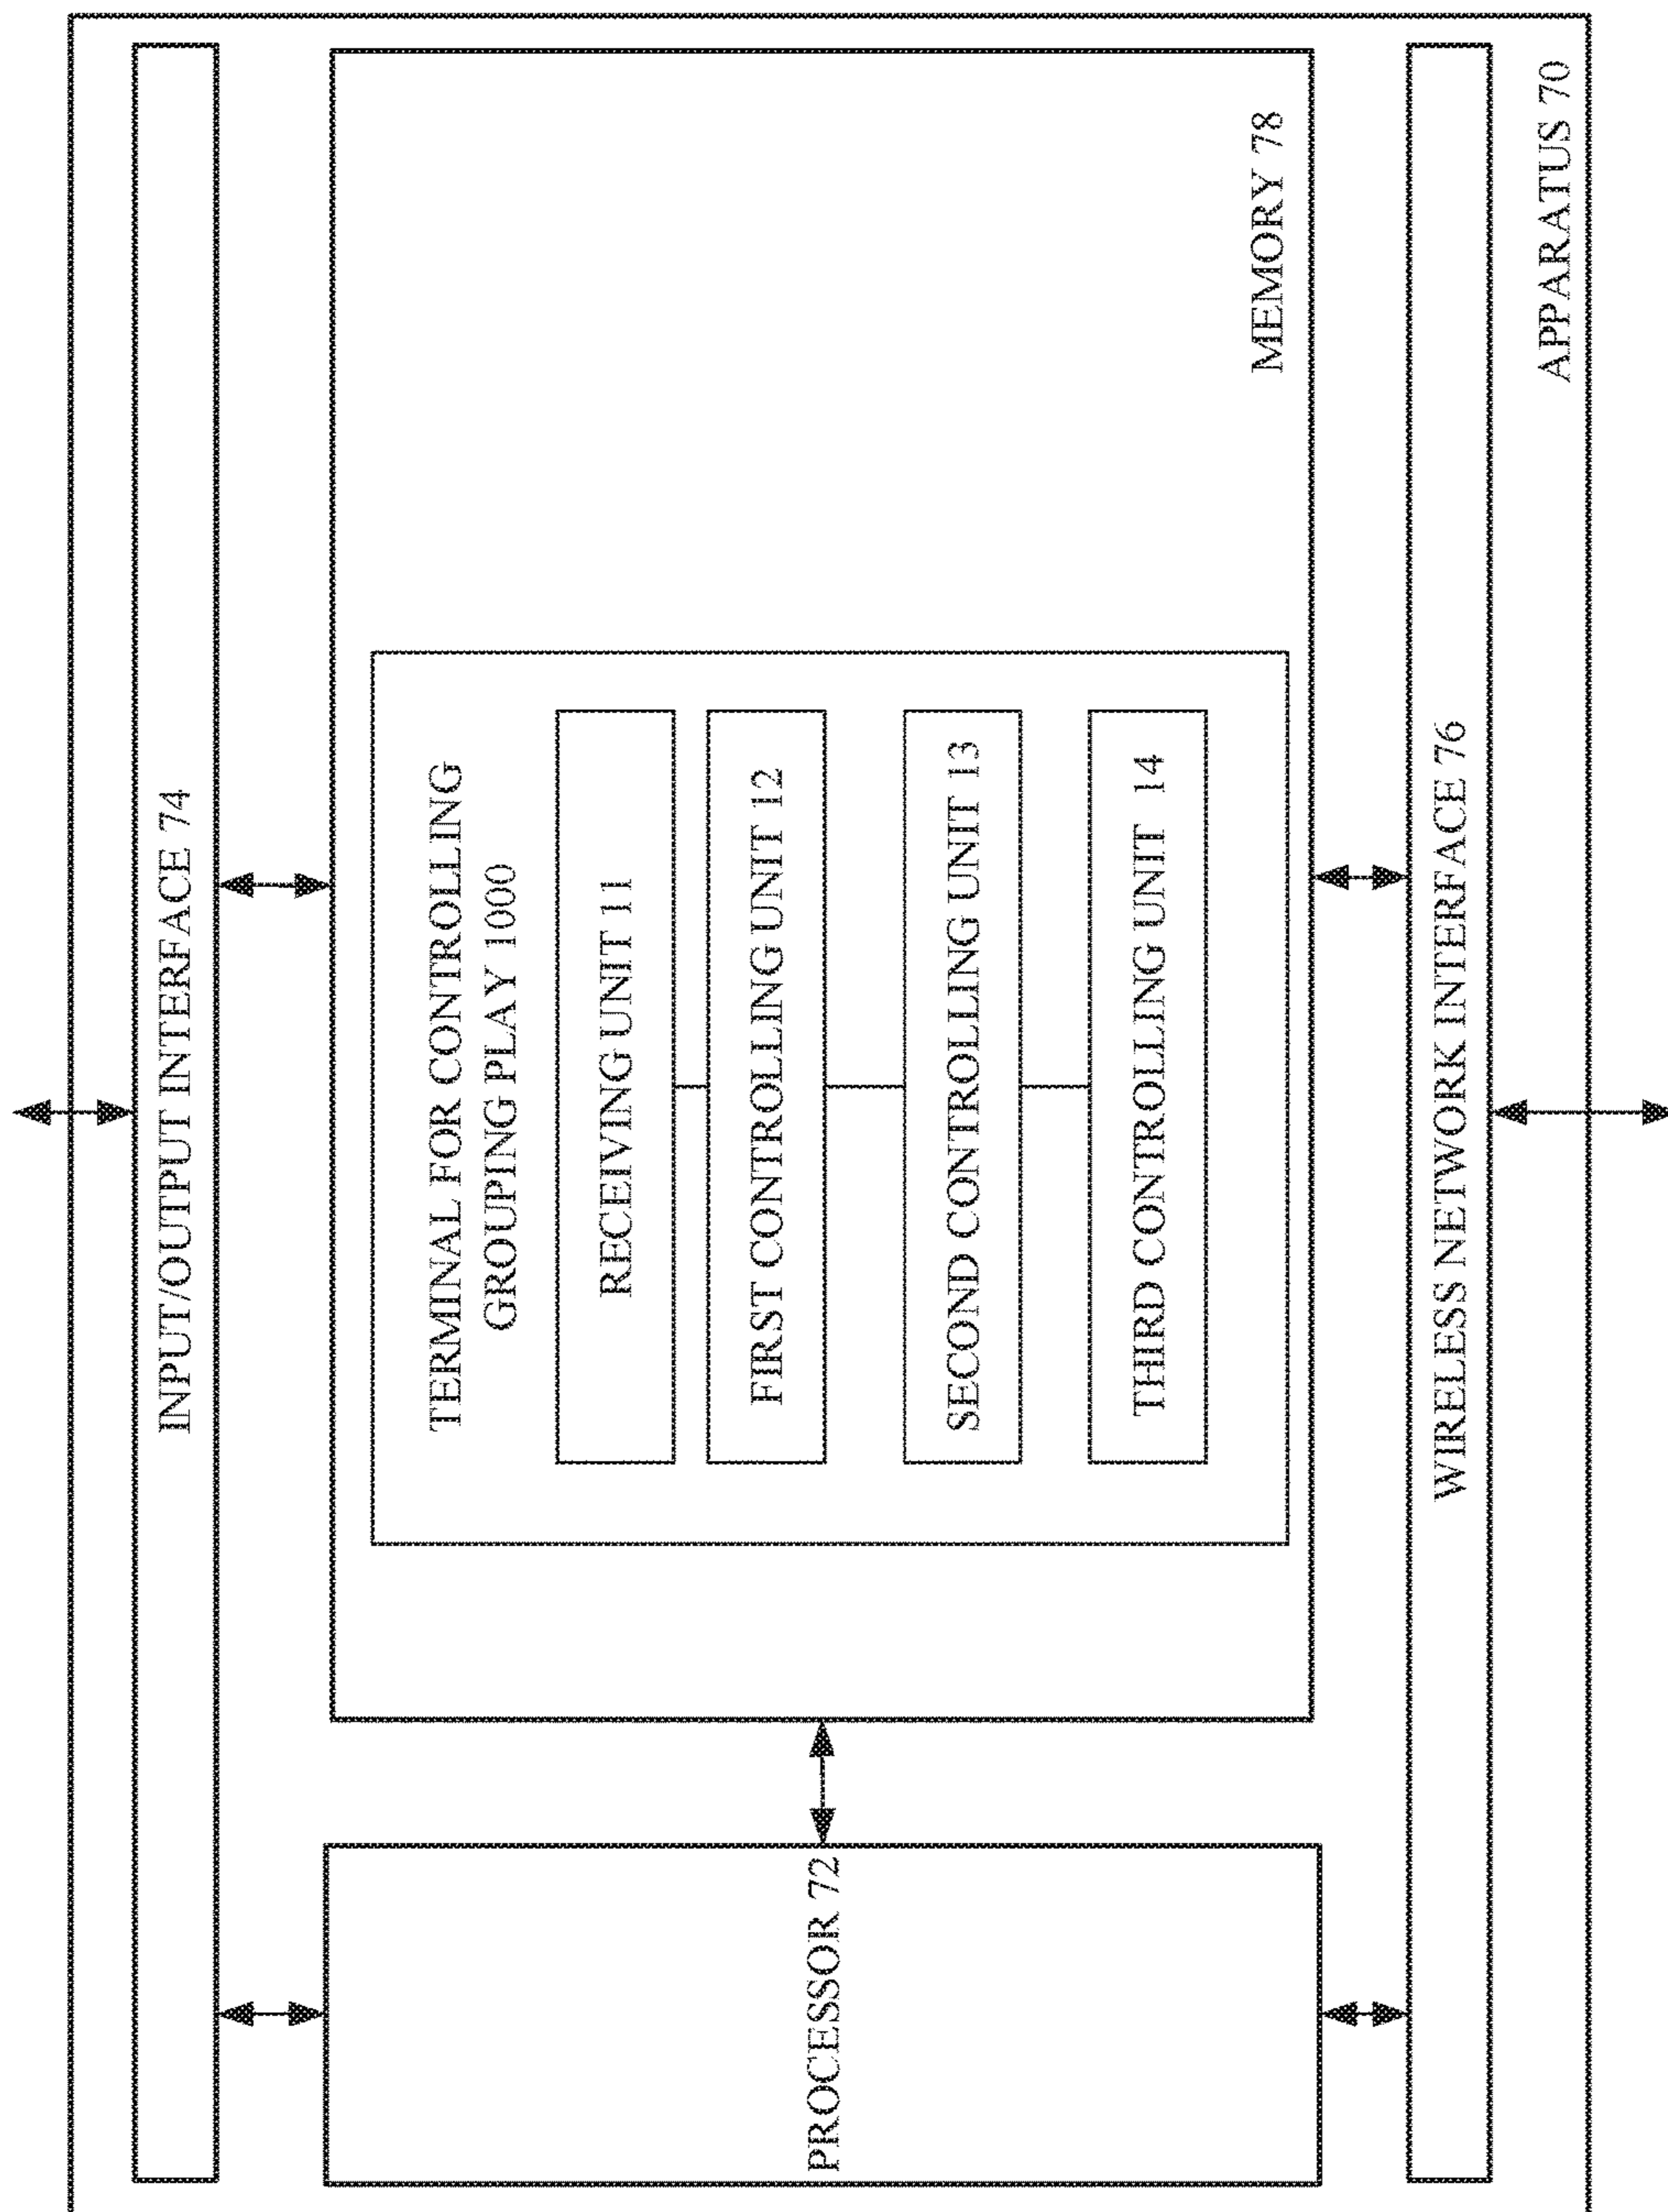 INPUT/OUTPUT INTERFACE 74
PROCESSOR 72
TERMINAL FOR CONTROLLING
GROUPING PLAY 1000
RECEIVING UNIT 11
FIRST CONTROLLING UNIT 12
SECOND CONTROLLING UNIT 13
THIRD CONTROLLING UNIT 14
MEMORY 78
WIRELESS NETWORK INTERFACE 76
APPARATUS 70